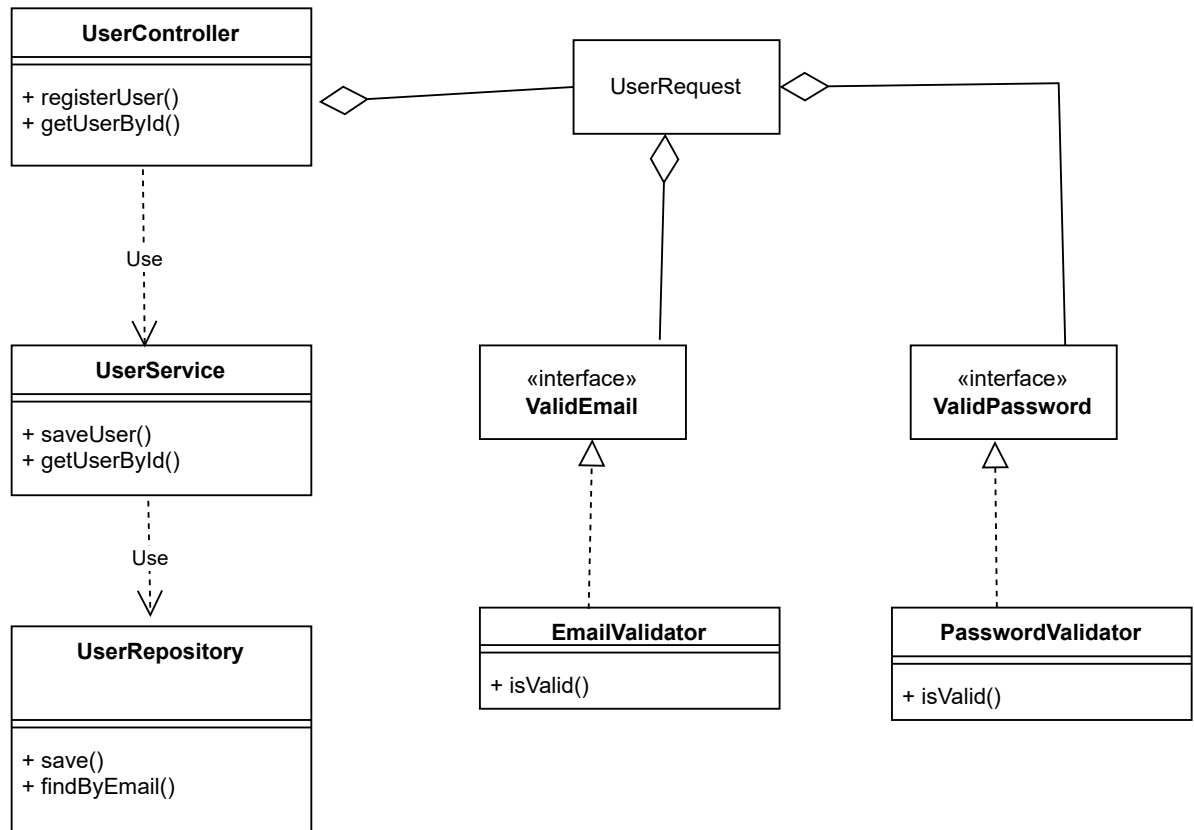 UserController
+ registerUser()
+ getUserById()
UserRequest
Use
UserService
+ saveUser()
+ getUserById()
«interface»
ValidEmail
«interface»
ValidPassword
Use
UserRepository
+ save()
+ findByEmail()
EmailValidator
+ isValid()
PasswordValidator
+ isValid()